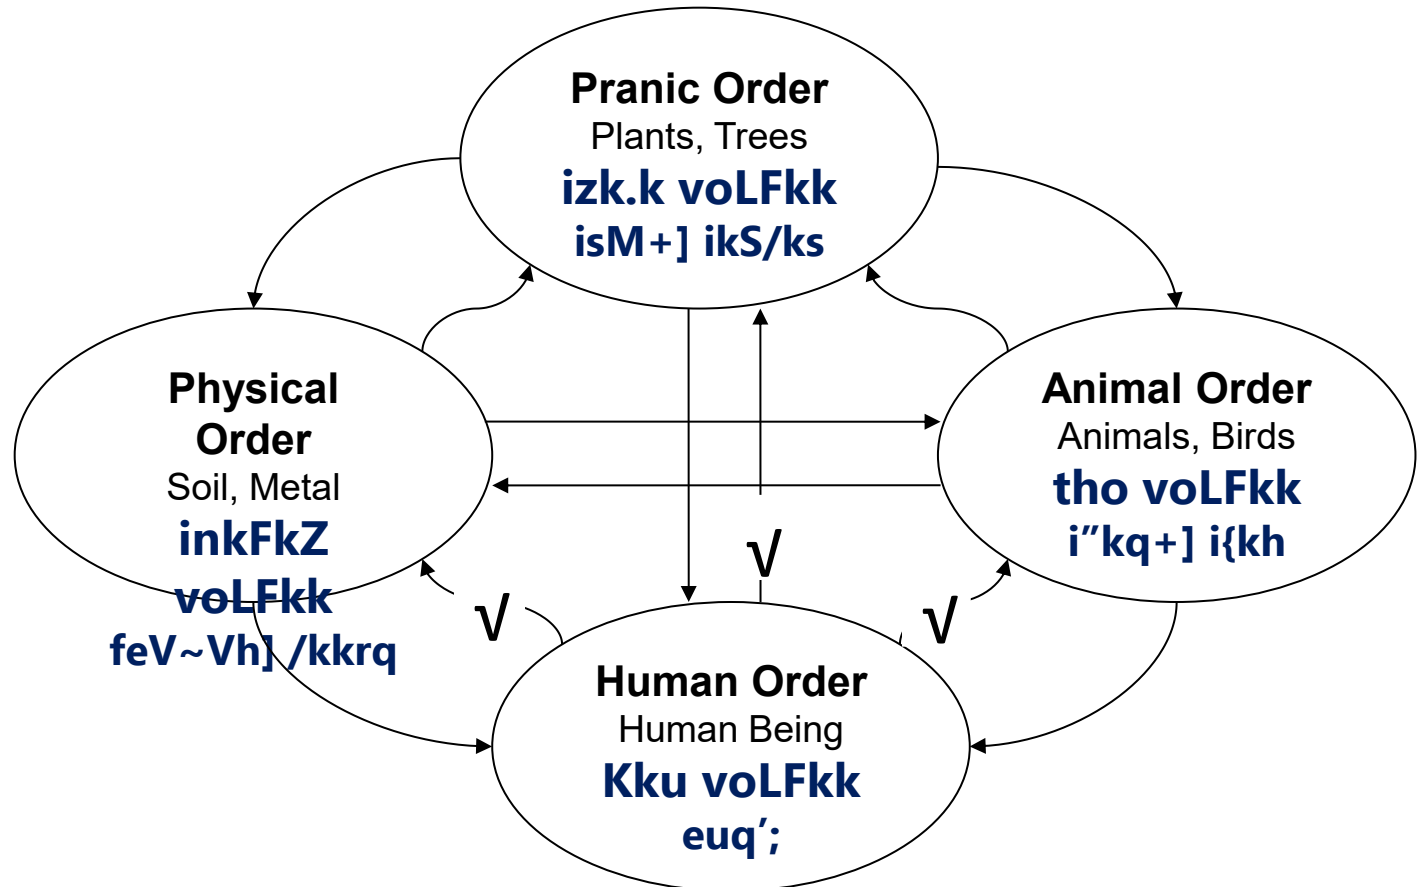 Pranic Order
Plants, Trees
izk.k voLFkk
isM+] ikS/ks
Physical
Order
Soil, Metal
inkFkZ
voLFkk
feV~Vh] /kkrq
Animal Order
Animals, Birds
tho voLFkk
i”kq+] i{kh
√
√
√
Human Order
Human Being
Kku voLFkk
euq’;